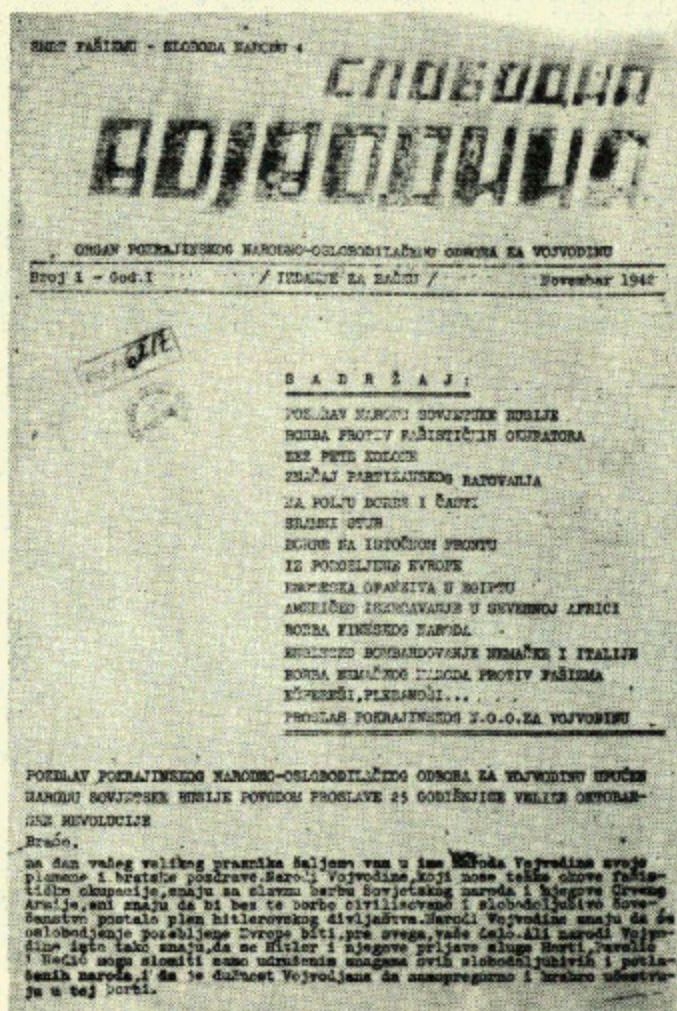 SMRT FAŠIZMU - SLOBODA NARODU
СЛОБОДНА
ВОЈВОДИНА
ORGAN POKRAJINSKOG NARODNO-OSLOBODILAČKOG ODBORA ZA VOJVODINU
Broj 1 - God.I / IZDANJE ZA BAČKU / Novembar 1942
S A D R Ž A J :
POZDRAV NARODU SOVJETSKE RUSIJE
BORBA PROTIV FAŠISTIČKIH OKUPATORA
BEZ PETE KOLONE
ZNAČAJ PARTIZANSKOG RATOVANJA
NA POLJU BORBE I ČASTI
SRAMNI STUB
BORBE NA ISTOČNOM FRONTU
IZ PODJELJENE EVROPE
ENGLESKA OFANZIVA U EGIPTU
AMERIČKO ISKRCAVANJE U SEVERNOJ AFRICI
BORBA KINESKOG NARODA
ENGLESKO BOMBARDOVANJE NEMAČKE I ITALIJE
BORBA NEMAČKOG NARODA PROTIV FAŠIZMA
PROGLAS POKRAJINSKOG N.O.O.ZA VOJVODINU
POZDRAV POKRAJINSKOG NARODNO-OSLOBODILAČKOG ODBORA ZA VOJVODINU UPUĆEN
NARODU SOVJETSKE RUSIJE POVODOM PROSLAVE 25 GODIŠNJICE VELIKE OKTOBAR-
SKE REVOLUCIJE
Braćo,
na dan vašeg velikog praznika šaljemo vam u ime naroda Vojvodine svoje
plamene i bratske pozdrave.Narodi Vojvodine,koji nose teške okove fašis-
tičke okupacije,znaju za slavnu borbu Sovjetskog naroda i njegove Crvene
Armije,oni znaju da bi bez te borbe civilizovano i slobodoljubivo čove-
čanstvo postalo plen hitlerovskog divljaštva.Narodi Vojvodine znaju da će
oslobodjenje porobljene Evrope biti,pre svega,vaše delo.Ali narodi Vojvo-
dine isto tako znaju,da se Hitler i njegove prljave sluge Horti,Pavelić
i Nedić mogu slomiti samo udruženim snagama svih slobodoljubivih i potla-
čenih naroda,i da je dužnost Vojvodjana da samopregorno i hrabro učestvu-
ju u toj borbi.